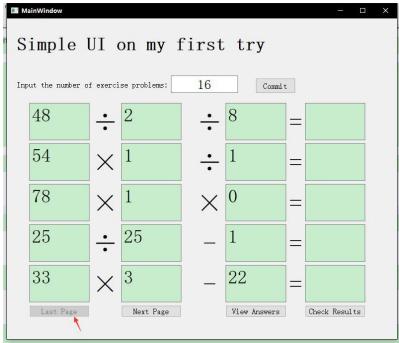 MainWindow
Simple UI on my first try
Input the number of exercise problems: 16 Commit
48 ÷ 2 ÷ 8 =
54 × 1 ÷ 1 =
78 × 1 × 0 =
25 ÷ 25 − 1 =
33 × 3 − 22 =
Last Page Next Page View Answers Check Results